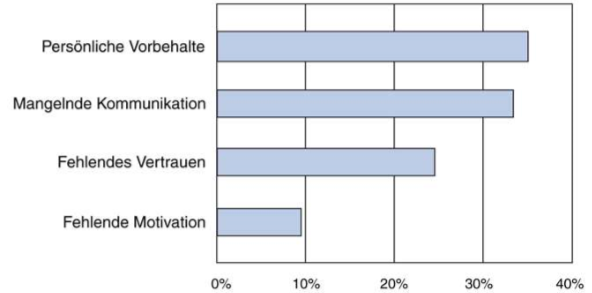 Persönliche Vorbehalte
Mangelnde Kommunikation
Fehlendes Vertrauen
Fehlende Motivation
0% 10% 20% 30% 40%